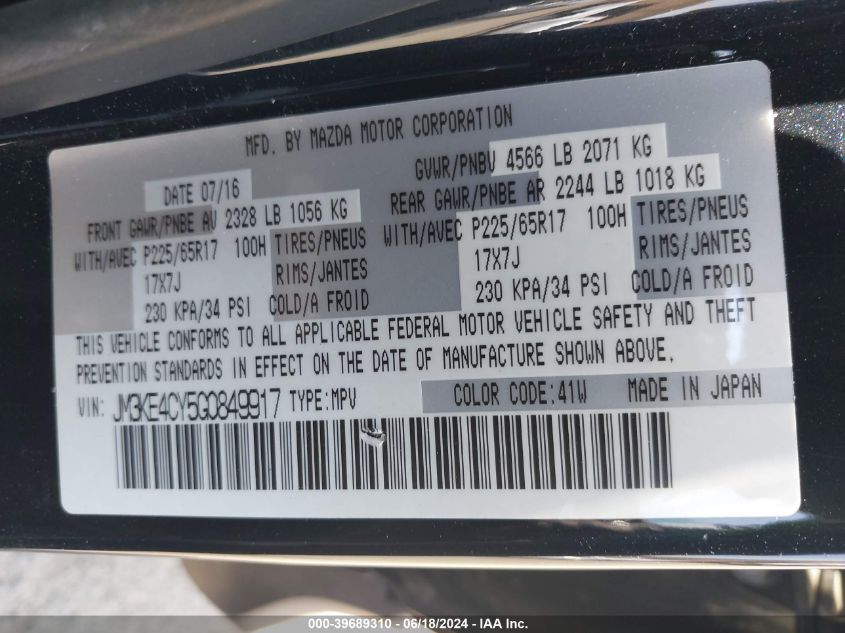 MFD. BY MAZDA MOTOR CORPORATION
DATE 07/16 GVWR/PNBV 4566 LB 2071 KG
FRONT GAWR/PNBE AV 2328 LB 1056 KG REAR GAWR/PNBE AR 2244 LB 1018 KG
WITH/AVEC P225/65R17 100H TIRES/PNEUS WITH/AVEC P225/65R17 100H TIRES/PNEUS
17X7J RIMS/JANTES 17X7J RIMS/JANTES
230 KPA/34 PSI COLD/A FROID 230 KPA/34 PSI COLD/A FROID
THIS VEHICLE CONFORMS TO ALL APPLICABLE FEDERAL MOTOR VEHICLE SAFETY AND THEFT
PREVENTION STANDARDS IN EFFECT ON THE DATE OF MANUFACTURE SHOWN ABOVE.
VIN: JM3KE4CY5G0849917 TYPE:MPV COLOR CODE:41W MADE IN JAPAN
000-39689310 - 06/18/2024 - IAA Inc.